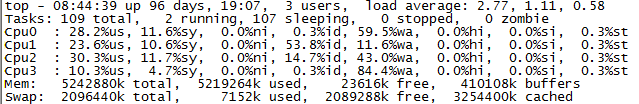 top - 08:44:39 up 96 days, 19:07,  3 users,  load average: 2.77, 1.11, 0.58
Tasks: 109 total,   2 running, 107 sleeping,   0 stopped,   0 zombie
Cpu0  : 28.2%us, 11.6%sy,  0.0%ni,  0.3%id, 59.5%wa,  0.0%hi,  0.0%si,  0.3%st
Cpu1  : 23.6%us, 10.6%sy,  0.0%ni, 53.8%id, 11.6%wa,  0.0%hi,  0.0%si,  0.3%st
Cpu2  : 30.3%us, 11.7%sy,  0.0%ni, 14.7%id, 43.0%wa,  0.0%hi,  0.0%si,  0.3%st
Cpu3  : 10.3%us,  4.7%sy,  0.0%ni,  0.3%id, 84.4%wa,  0.0%hi,  0.0%si,  0.3%st
Mem:   5242880k total,  5219264k used,    23616k free,   410108k buffers
Swap:  2096440k total,     7152k used,  2089288k free,  3254400k cached